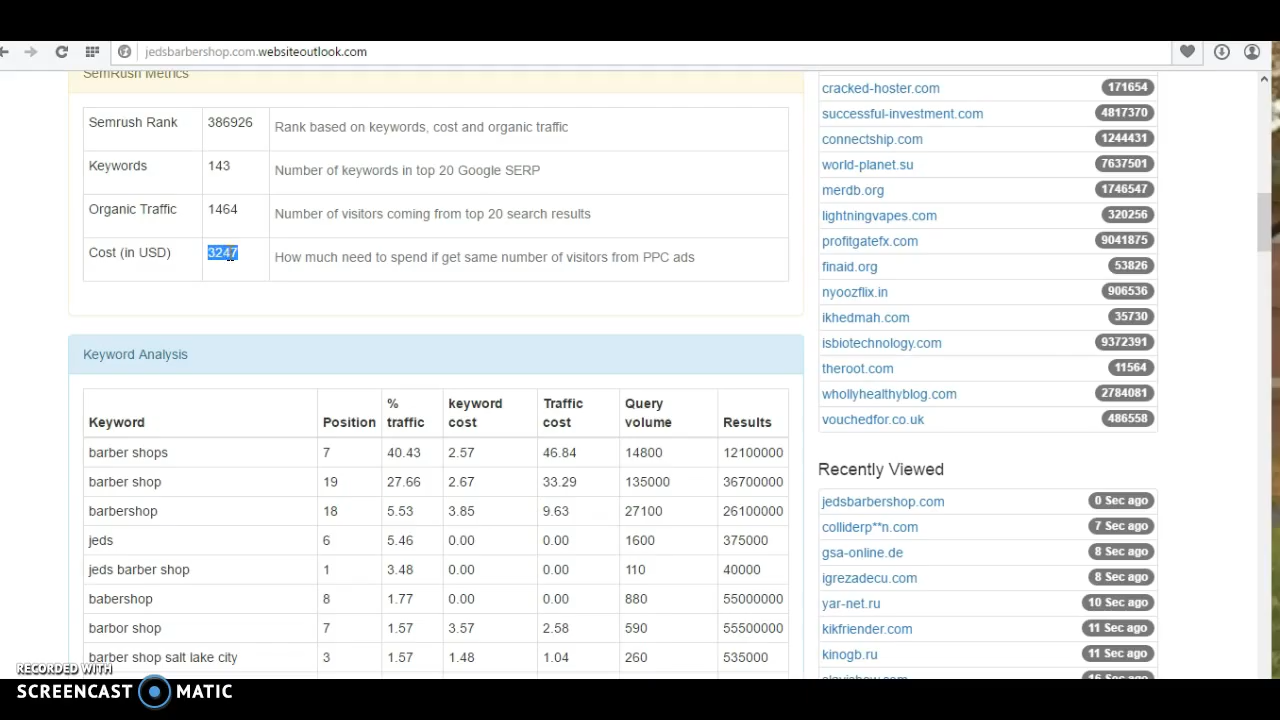 jedsbarbershop.com.websiteoutlook.com
SemRush Metrics
Semrush Rank 386926 Rank based on keywords, cost and organic traffic
Keywords 143 Number of keywords in top 20 Google SERP
Organic Traffic 1464 Number of visitors coming from top 20 search results
Cost (in USD) 3247 How much need to spend if get same number of visitors from PPC ads
Keyword Analysis
Keyword Position % traffic keyword cost Traffic cost Query volume Results
barber shops 7 40.43 2.57 46.84 14800 12100000
barber shop 19 27.66 2.67 33.29 135000 36700000
barbershop 18 5.53 3.85 9.63 27100 26100000
jeds 6 5.46 0.00 0.00 1600 375000
jeds barber shop 1 3.48 0.00 0.00 110 40000
babershop 8 1.77 0.00 0.00 880 55000000
barbor shop 7 1.57 3.57 2.58 590 55500000
barber shop salt lake city 3 1.57 1.48 1.04 260 535000
cracked-hoster.com 171654
successful-investment.com 4817370
connectship.com 1244431
world-planet.su 7637501
merdb.org 1746547
lightningvapes.com 320256
profitgatefx.com 9041875
finaid.org 53826
nyoozflix.in 906536
ikhedmah.com 35730
isbiotechnology.com 9372391
theroot.com 11564
whollyhealthyblog.com 2784081
vouchedfor.co.uk 486558
Recently Viewed
jedsbarbershop.com 0 Sec ago
colliderp**n.com 7 Sec ago
gsa-online.de 8 Sec ago
igrezadecu.com 8 Sec ago
yar-net.ru 10 Sec ago
kikfriender.com 11 Sec ago
kinogb.ru 11 Sec ago
RECORDED WITH
SCREENCAST MATIC